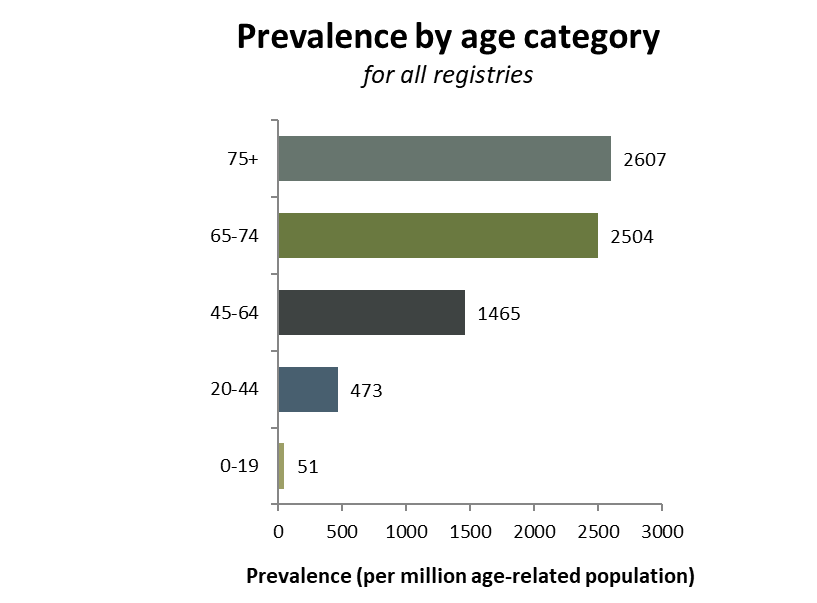 Prevalence by age category
for all registries
75+
2607
65-74
2504
45-64
1465
20-44
473
0-19
51
0 500 1000 1500 2000 2500 3000
Prevalence (per million age-related population)